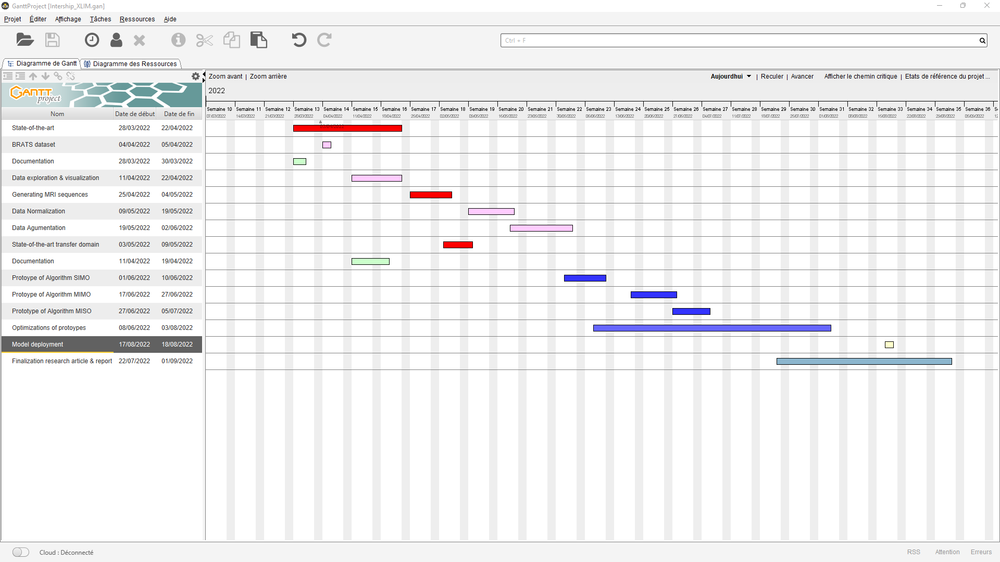 GanttProject [Intership_XLIM.gan]
Projet Éditer Affichage Tâches Ressources Aide
Ctrl + F
Diagramme de Gantt Diagramme des Ressources
Zoom avant | Zoom arrière Aujourdhui | Reculer | Avancer Afficher le chemin critique | Etats de référence du projet ...
GANTT project
2022
Semaine 10 Semaine 11 Semaine 12 Semaine 13 Semaine 14 Semaine 15 Semaine 16 Semaine 17 Semaine 18 Semaine 19 Semaine 20 Semaine 21 Semaine 22 Semaine 23 Semaine 24 Semaine 25 Semaine 26 Semaine 27 Semaine 28 Semaine 29 Semaine 30 Semaine 31 Semaine 32 Semaine 33 Semaine 34 Semaine 35 Semaine 36
07/03/2022 14/03/2022 21/03/2022 28/03/2022 04/04/2022 11/04/2022 18/04/2022 25/04/2022 02/05/2022 09/05/2022 16/05/2022 23/05/2022 30/05/2022 06/06/2022 13/06/2022 20/06/2022 27/06/2022 04/07/2022 11/07/2022 18/07/2022 25/07/2022 01/08/2022 08/08/2022 15/08/2022 22/08/2022 29/08/2022 05/09/2022 12
Nom Date de début Date de fin
State-of-the-art 28/03/2022 22/04/2022
BRATS dataset 04/04/2022 05/04/2022
Documentation 28/03/2022 30/03/2022
Data exploration & visualization 11/04/2022 22/04/2022
Generating MRI sequences 25/04/2022 04/05/2022
Data Normalization 09/05/2022 19/05/2022
Data Agumentation 19/05/2022 02/06/2022
State-of-the-art transfer domain 03/05/2022 09/05/2022
Documentation 11/04/2022 19/04/2022
Protoype of Algorithm SIMO 01/06/2022 10/06/2022
Protoype of Algorithm MIMO 17/06/2022 27/06/2022
Prototype of Algorithm MISO 27/06/2022 05/07/2022
Optimizations of protoypes 08/06/2022 03/08/2022
Model deployment 17/08/2022 18/08/2022
Finalization research article & report 22/07/2022 01/09/2022
Cloud : Déconnecté RSS Attention Erreurs